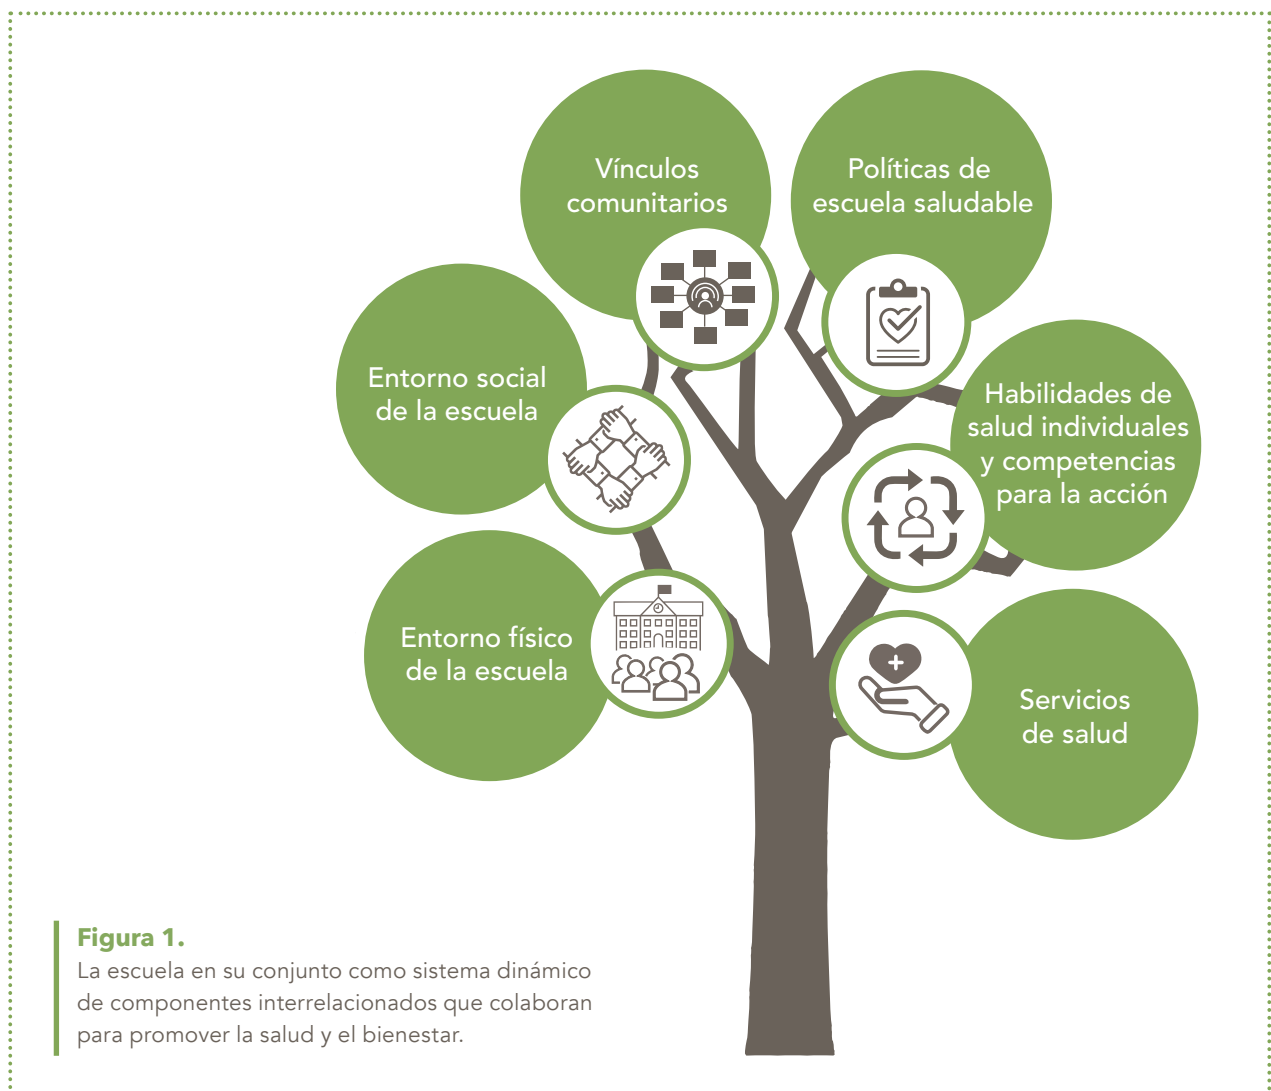 Vínculos
comunitarios
Políticas de
escuela saludable
Entorno social
de la escuela
Habilidades de
salud individuales
y competencias
para la acción
Entorno físico
de la escuela
Servicios
de salud
Figura 1.
La escuela en su conjunto como sistema dinámico
de componentes interrelacionados que colaboran
para promover la salud y el bienestar.